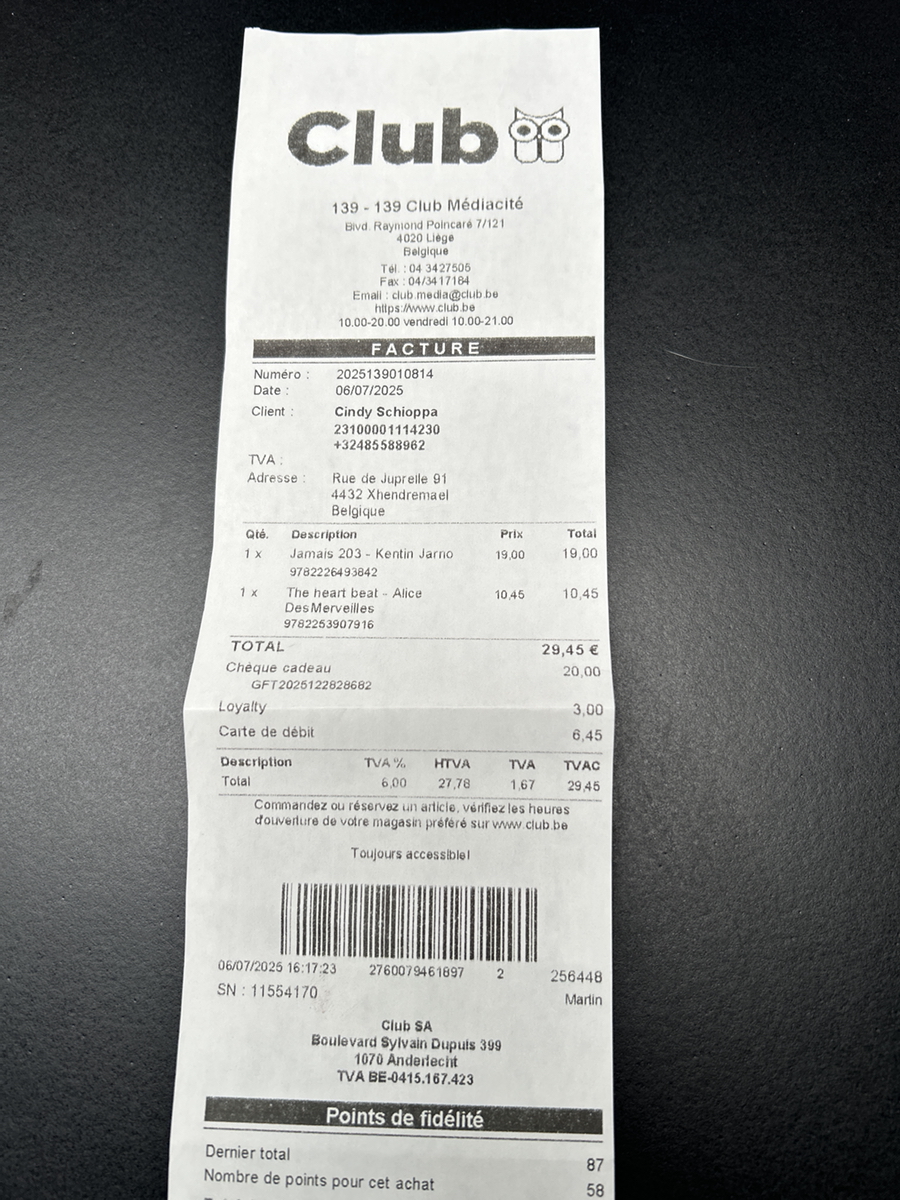 Club
139 - 139 Club Médiacité
Blvd. Raymond Poincaré 7/121
4020 Liège
Belgique
Tél. : 04 3427505
Fax : 04/3417184
Email : club.media@club.be
https://www.club.be
10.00-20.00 vendredi 10.00-21.00
FACTURE
Numéro : 2025139010814
Date : 06/07/2025
Client : Cindy Schioppa
23100001114230
+32485588962
TVA :
Adresse : Rue de Juprelle 91
4432 Xhendremael
Belgique
Qté. Description Prix Total
1 x Jamais 203 - Kentin Jarno 19,00 19,00
9782226493842
1 x The heart beat - Alice 10,45 10,45
DesMerveilles
9782253907916
TOTAL 29,45 €
Chèque cadeau 20,00
GFT2025122828682
Loyalty 3,00
Carte de débit 6,45
Description TVA % HTVA TVA TVAC
Total 6,00 27,78 1,67 29,45
Commandez ou réservez un article, vérifiez les heures
d'ouverture de votre magasin préféré sur www.club.be
Toujours accessible!
06/07/2025 16:17:23 2760079461897 2 256448
SN : 11554170 Martin
Club SA
Boulevard Sylvain Dupuis 399
1070 Anderlecht
TVA BE-0415.167.423
Points de fidélité
Dernier total 87
Nombre de points pour cet achat 58